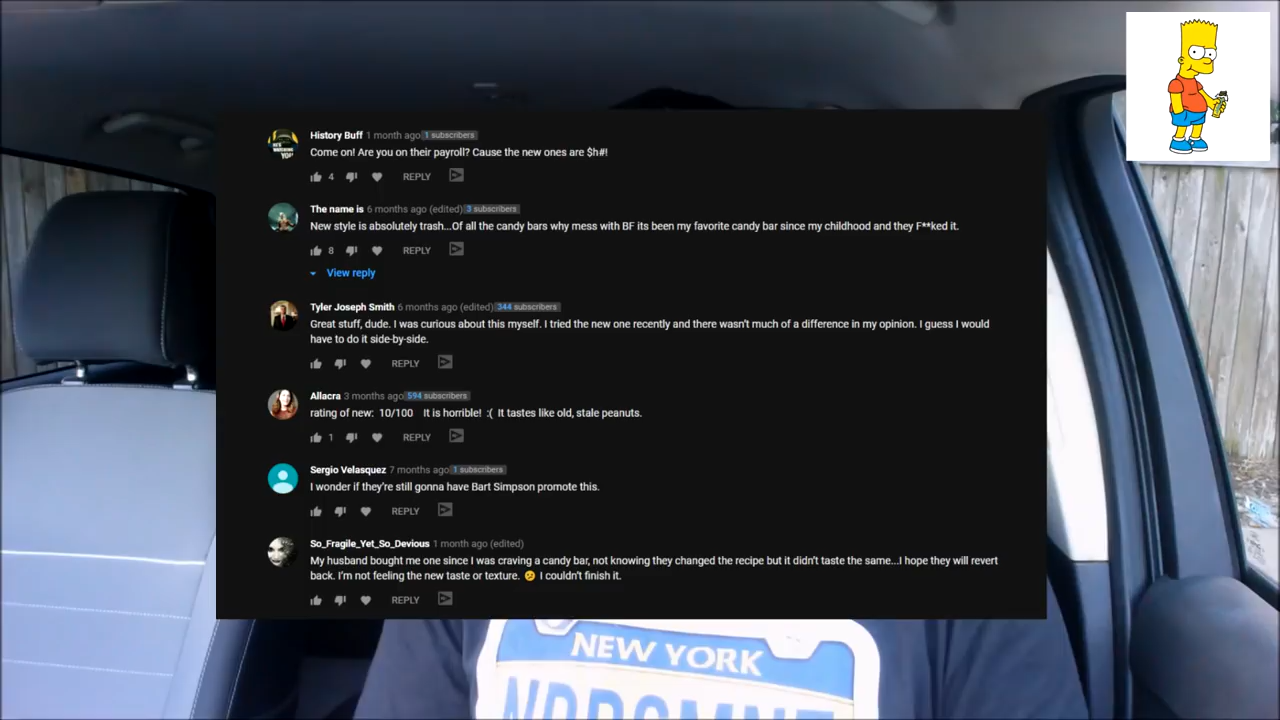 History Buff 1 month ago 1 subscribers
Come on! Are you on their payroll? Cause the new ones are $h#!
4 REPLY
The name is 6 months ago (edited) 3 subscribers
New style is absolutely trash...Of all the candy bars why mess with BF its been my favorite candy bar since my childhood and they F**ked it.
8 REPLY
View reply
Tyler Joseph Smith 6 months ago (edited) 344 subscribers
Great stuff, dude. I was curious about this myself. I tried the new one recently and there wasn't much of a difference in my opinion. I guess I would
have to do it side-by-side.
REPLY
Allacra 3 months ago 594 subscribers
rating of new: 10/100 It is horrible! :( It tastes like old, stale peanuts.
1 REPLY
Sergio Velasquez 7 months ago 1 subscribers
I wonder if they're still gonna have Bart Simpson promote this.
REPLY
So_Fragile_Yet_So_Devious 1 month ago (edited)
My husband bought me one since I was craving a candy bar, not knowing they changed the recipe but it didn't taste the same...I hope they will revert
back. I'm not feeling the new taste or texture. 😕 I couldn't finish it.
REPLY
NEW YORK